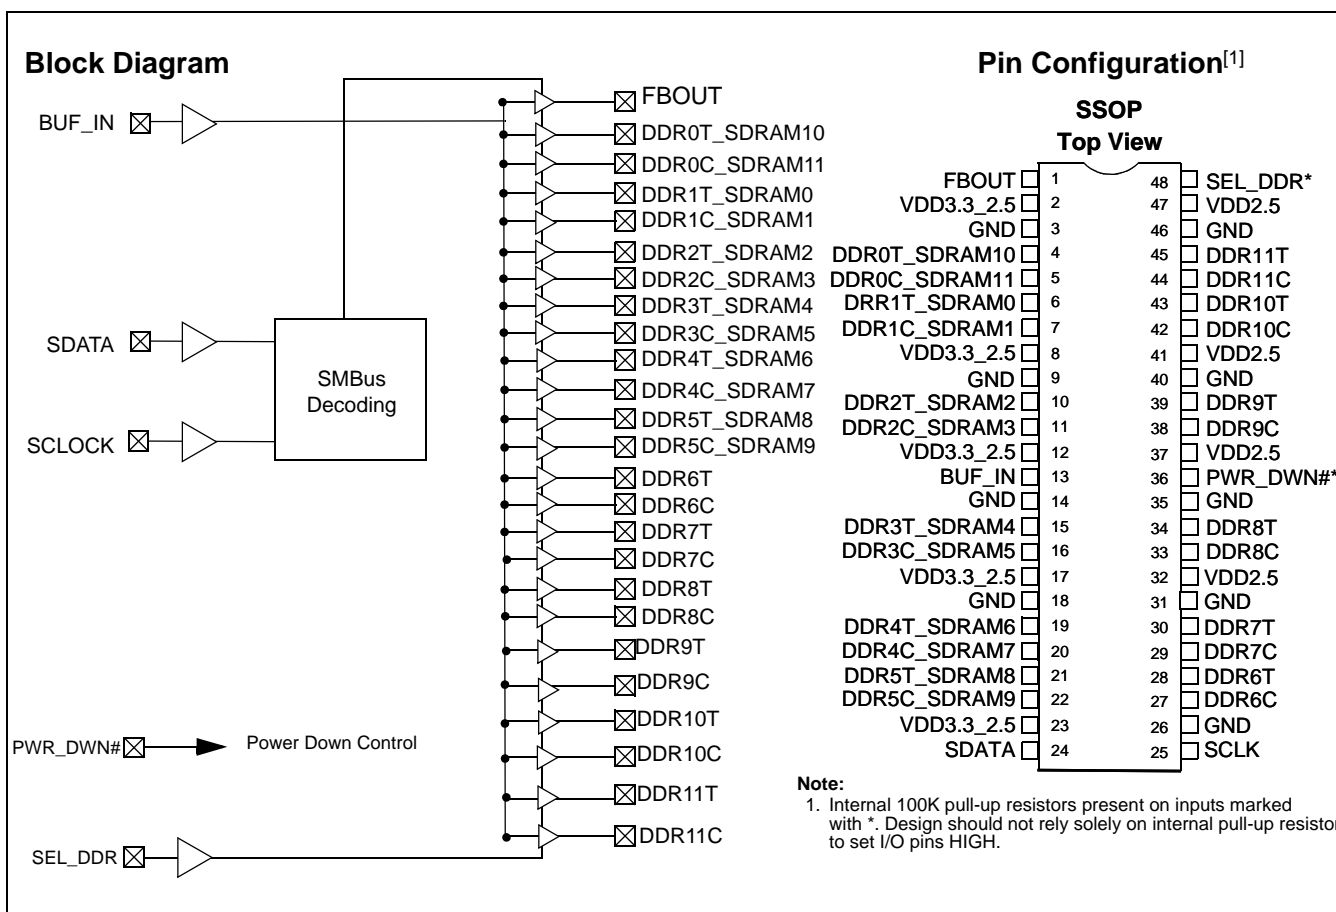 Block Diagram
BUF_IN
SDATA
SCLOCK
SMBus
Decoding
PWR_DWN#
Power Down Control
SEL_DDR
FBOUT
DDR0T_SDRAM10
DDR0C_SDRAM11
DDR1T_SDRAM0
DDR1C_SDRAM1
DDR2T_SDRAM2
DDR2C_SDRAM3
DDR3T_SDRAM4
DDR3C_SDRAM5
DDR4T_SDRAM6
DDR4C_SDRAM7
DDR5T_SDRAM8
DDR5C_SDRAM9
DDR6T
DDR6C
DDR7T
DDR7C
DDR8T
DDR8C
DDR9T
DDR9C
DDR10T
DDR10C
DDR11T
DDR11C
Pin Configuration[1]
SSOP
Top View
FBOUT 1 48 SEL_DDR*
VDD3.3_2.5 2 47 VDD2.5
GND 3 46 GND
DDR0T_SDRAM10 4 45 DDR11T
DDR0C_SDRAM11 5 44 DDR11C
DRR1T_SDRAM0 6 43 DDR10T
DDR1C_SDRAM1 7 42 DDR10C
VDD3.3_2.5 8 41 VDD2.5
GND 9 40 GND
DDR2T_SDRAM2 10 39 DDR9T
DDR2C_SDRAM3 11 38 DDR9C
VDD3.3_2.5 12 37 VDD2.5
BUF_IN 13 36 PWR_DWN#*
GND 14 35 GND
DDR3T_SDRAM4 15 34 DDR8T
DDR3C_SDRAM5 16 33 DDR8C
VDD3.3_2.5 17 32 VDD2.5
GND 18 31 GND
DDR4T_SDRAM6 19 30 DDR7T
DDR4C_SDRAM7 20 29 DDR7C
DDR5T_SDRAM8 21 28 DDR6T
DDR5C_SDRAM9 22 27 DDR6C
VDD3.3_2.5 23 26 GND
SDATA 24 25 SCLK
Note:
1. Internal 100K pull-up resistors present on inputs marked
with *. Design should not rely solely on internal pull-up resistor
to set I/O pins HIGH.